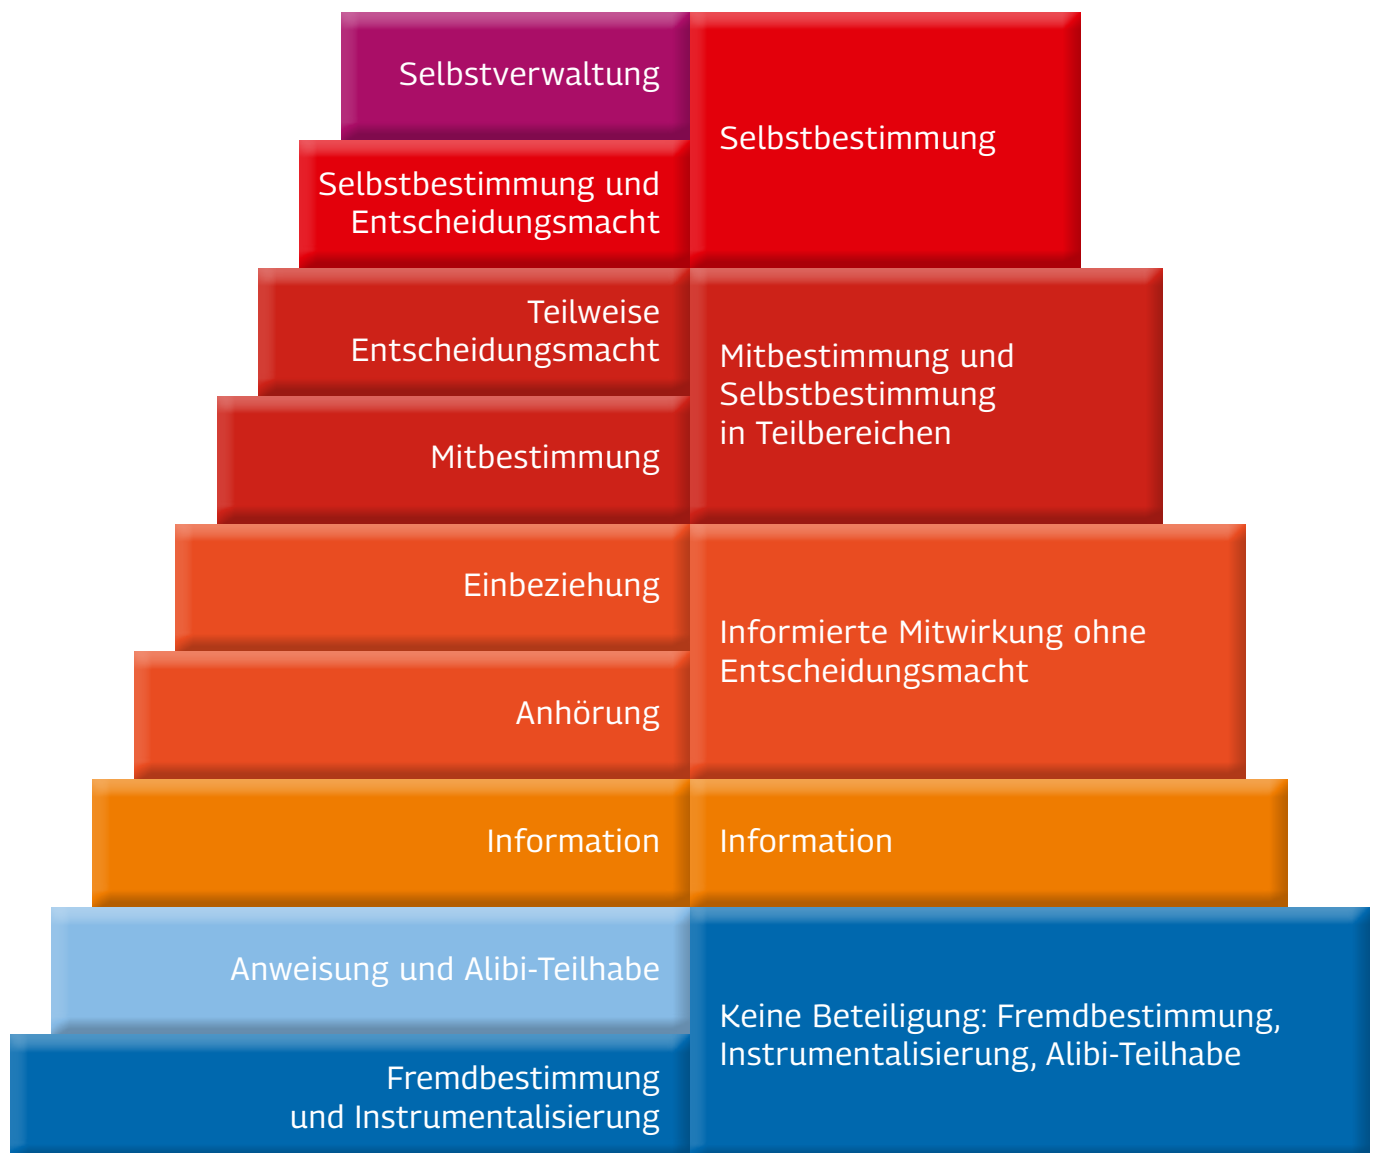 Selbstverwaltung
Selbstbestimmung
Selbstbestimmung und
Entscheidungsmacht
Teilweise
Entscheidungsmacht
Mitbestimmung und
Selbstbestimmung
in Teilbereichen
Mitbestimmung
Einbeziehung
Informierte Mitwirkung ohne
Entscheidungsmacht
Anhörung
Information
Information
Anweisung und Alibi-Teilhabe
Keine Beteiligung: Fremdbestimmung,
Instrumentalisierung, Alibi-Teilhabe
Fremdbestimmung
und Instrumentalisierung